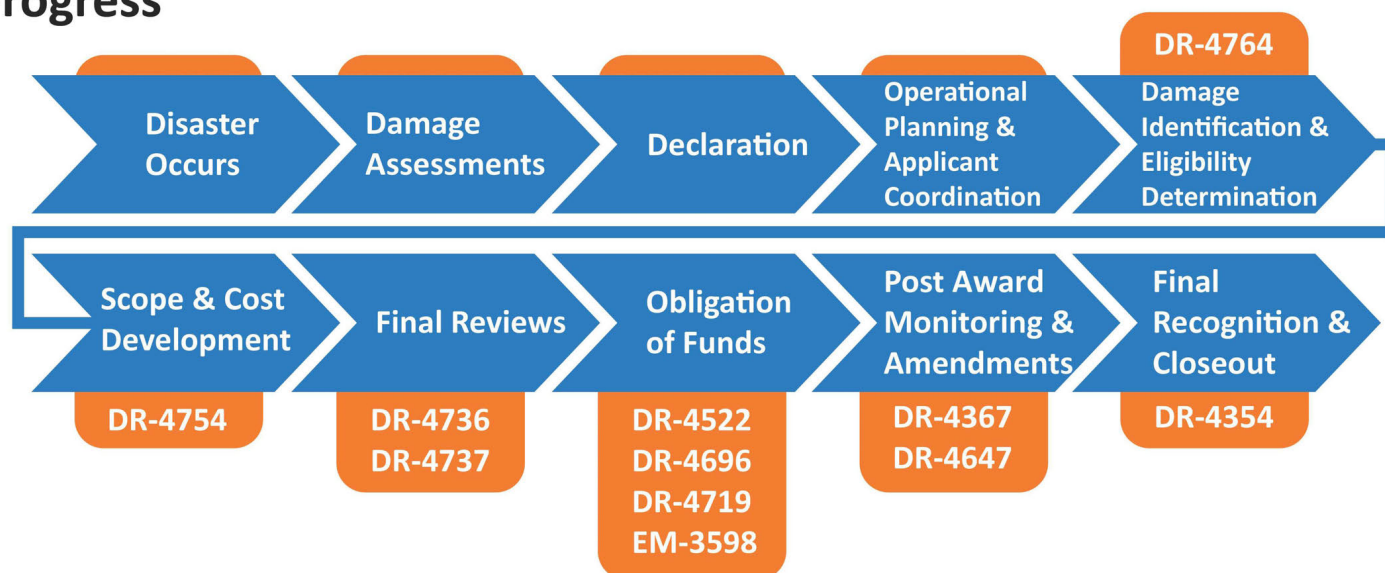 rogress
DR-4764
Disaster
Occurs
Damage
Assessments
Declaration
Operational
Planning &
Applicant
Coordination
Damage
Identification &
Eligibility
Determination
Scope & Cost
Development
Final Reviews
Obligation
of Funds
Post Award
Monitoring &
Amendments
Final
Recognition &
Closeout
DR-4754
DR-4736
DR-4737
DR-4522
DR-4696
DR-4719
EM-3598
DR-4367
DR-4647
DR-4354